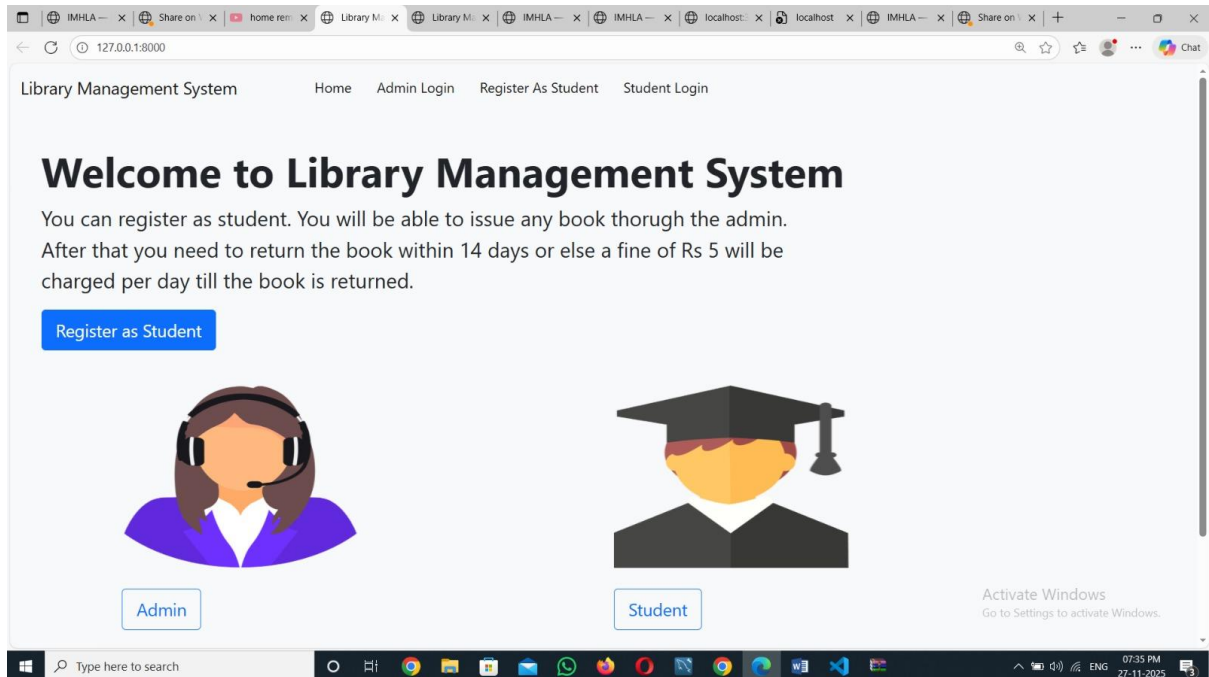 IMHLA —
Share on
home rem
Library Ma
Library Ma
IMHLA —
IMHLA —
localhost:
localhost
IMHLA —
Share on
127.0.0.1:8000
Chat
Library Management System
Home
Admin Login
Register As Student
Student Login
Welcome to Library Management System
You can register as student. You will be able to issue any book thorugh the admin.
After that you need to return the book within 14 days or else a fine of Rs 5 will be
charged per day till the book is returned.
Register as Student
Admin
Student
Activate Windows
Go to Settings to activate Windows.
Type here to search
ENG
07:35 PM
27-11-2025
3